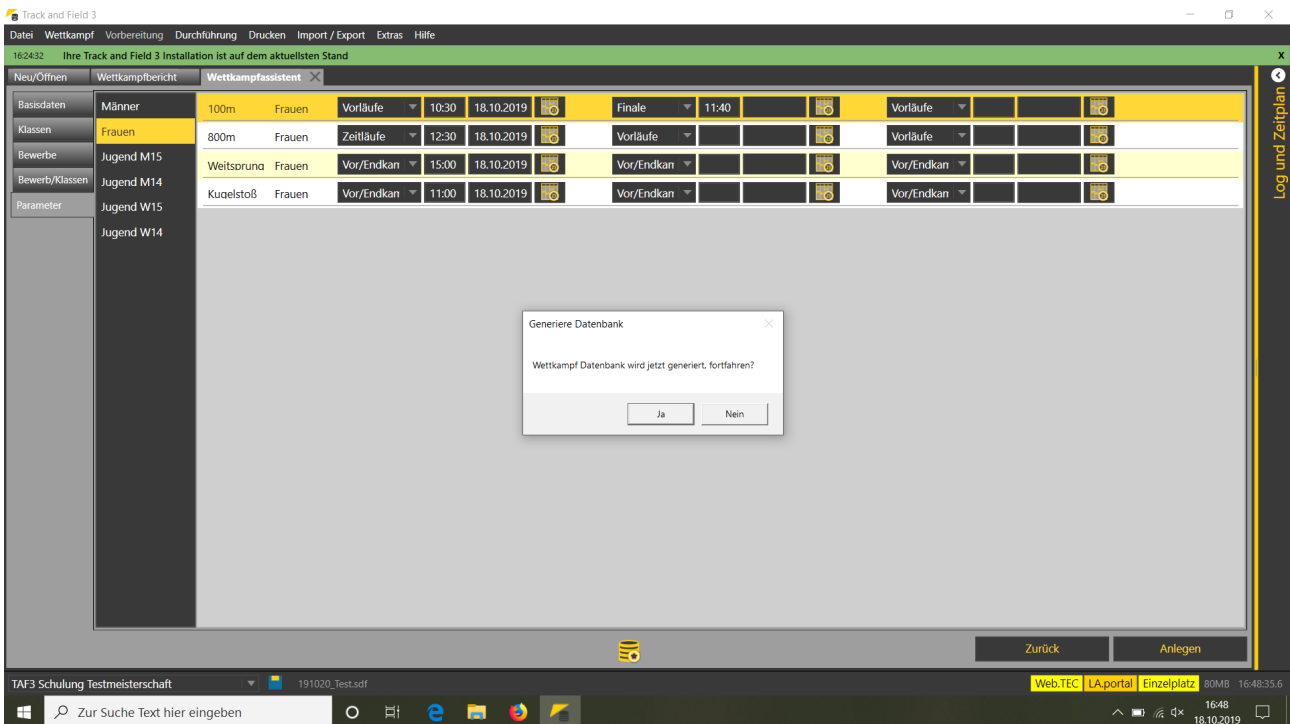 Track and Field 3
Datei Wettkampf Vorbereitung Durchführung Drucken Import / Export Extras Hilfe
16:24:32 Ihre Track and Field 3 Installation ist auf dem aktuellsten Stand X
Neu/Öffnen Wettkampfbericht Wettkampfassistent
Log und Zeitplan
Basisdaten
Klassen
Bewerbe
Bewerb/Klassen
Parameter
Männer
Frauen
Jugend M15
Jugend M14
Jugend W15
Jugend W14
100m Frauen Vorläufe 10:30 18.10.2019 Finale 11:40 Vorläufe
800m Frauen Zeitläufe 12:30 18.10.2019 Vorläufe Vorläufe
Weitsprung Frauen Vor/Endkan 15:00 18.10.2019 Vor/Endkan Vor/Endkan
Kugelstoß Frauen Vor/Endkan 11:00 18.10.2019 Vor/Endkan Vor/Endkan
Generiere Datenbank
Wettkampf Datenbank wird jetzt generiert, fortfahren?
Ja Nein
Zurück Anlegen
TAF3 Schulung Testmeisterschaft 191020_Test.sdf Web.TEC LA.portal Einzelplatz 80MB 16:48:35.6
Zur Suche Text hier eingeben
16:48
18.10.2019